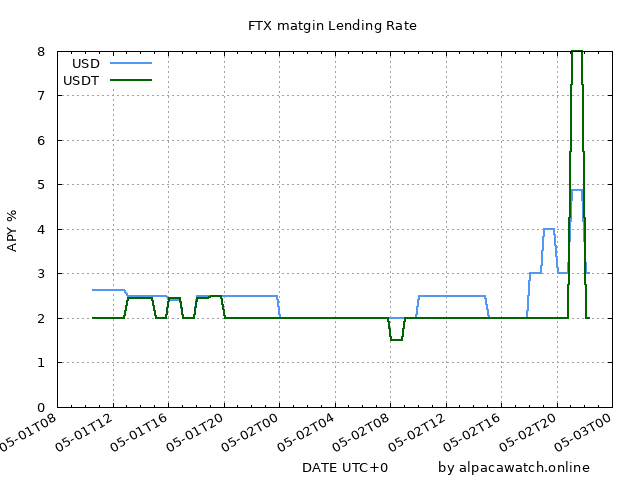 FTX matgin Lending Rate
USD
USDT
8
7
6
5
4
3
2
1
0
APY %
05-01T08
05-01T12
05-01T16
05-01T20
05-02T00
05-02T04
05-02T08
05-02T12
05-02T16
05-02T20
05-03T00
DATE UTC+0
by alpacawatch.online